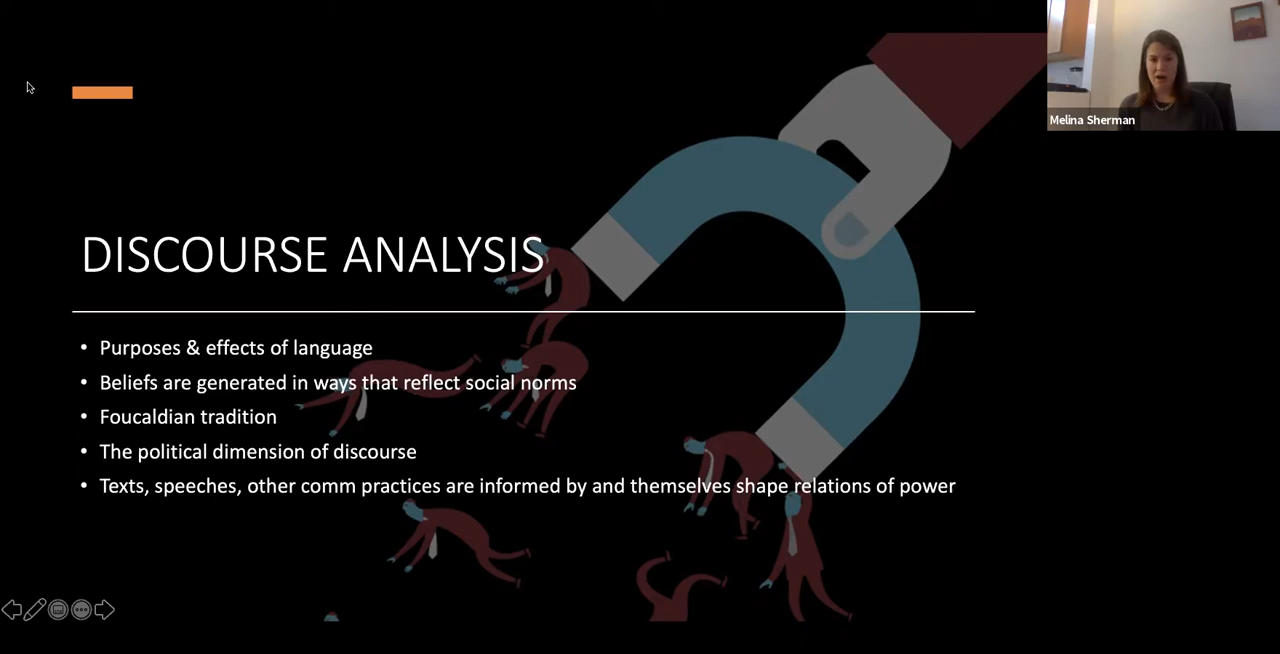 Melina Sherman
DISCOURSE ANALYSIS
• Purposes & effects of language
• Beliefs are generated in ways that reflect social norms
• Foucaldian tradition
• The political dimension of discourse
• Texts, speeches, other comm practices are informed by and themselves shape relations of power